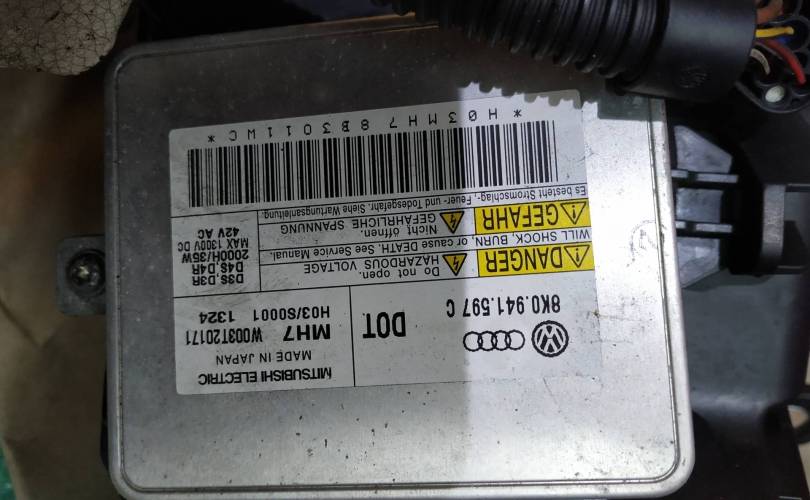 MITSUBISHI ELECTRIC
MADE IN JAPAN
8K0.941.597 C
DOT
MH7 W003T20171
H03/S0001 1324
DANGER
Do not open.
HAZARDOUS VOLTAGE
WILL SHOCK, BURN, or cause DEATH. See Service Manual.
GEFAHR
Nicht öffnen.
GEFÄHRLICHE SPANNUNG
Es besteht Stromschlag-, Feuer- und Todesgefahr. Siehe Wartungsanleitung.
D3S,D3R
D4S,D4R
2000H/35W
MAX 1300V DC
42V AC
* H 0 3 M H 7 8 B 3 0 1 1 W C *